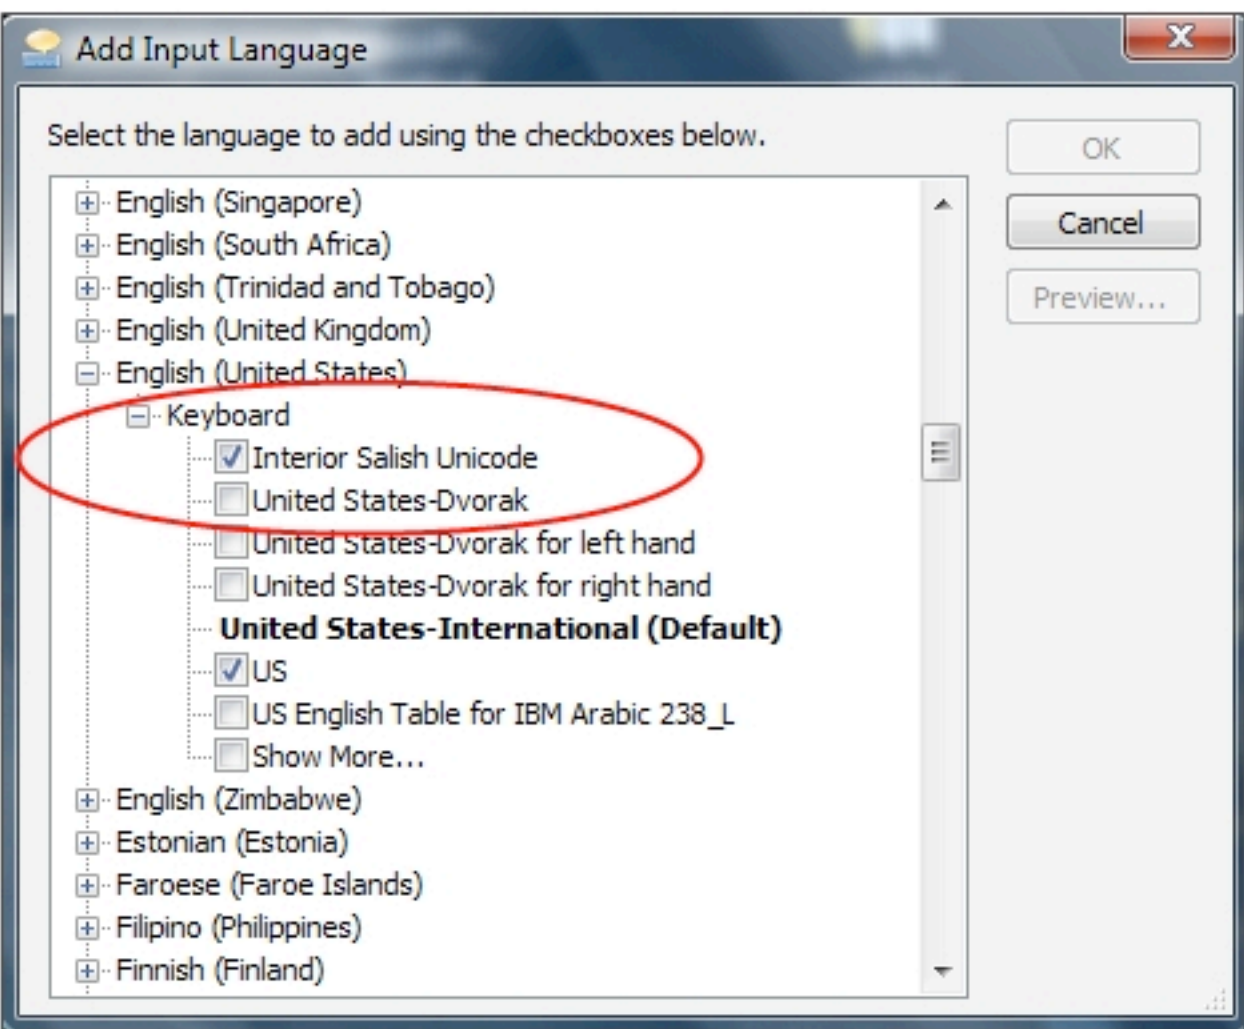 Add Input Language
Select the language to add using the checkboxes below.
OK
Cancel
Preview...
English (Singapore)
English (South Africa)
English (Trinidad and Tobago)
English (United Kingdom)
English (United States)
Keyboard
Interior Salish Unicode
United States-Dvorak
United States-Dvorak for left hand
United States-Dvorak for right hand
United States-International (Default)
US
US English Table for IBM Arabic 238_L
Show More...
English (Zimbabwe)
Estonian (Estonia)
Faroese (Faroe Islands)
Filipino (Philippines)
Finnish (Finland)